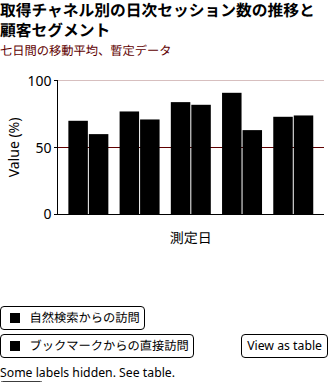 取得チャネル別の日次セッション数の推移と
顧客セグメント
七日間の移動平均、暫定データ
Value (%)
100
50
0
測定日
自然検索からの訪問
ブックマークからの直接訪問
View as table
Some labels hidden. See table.